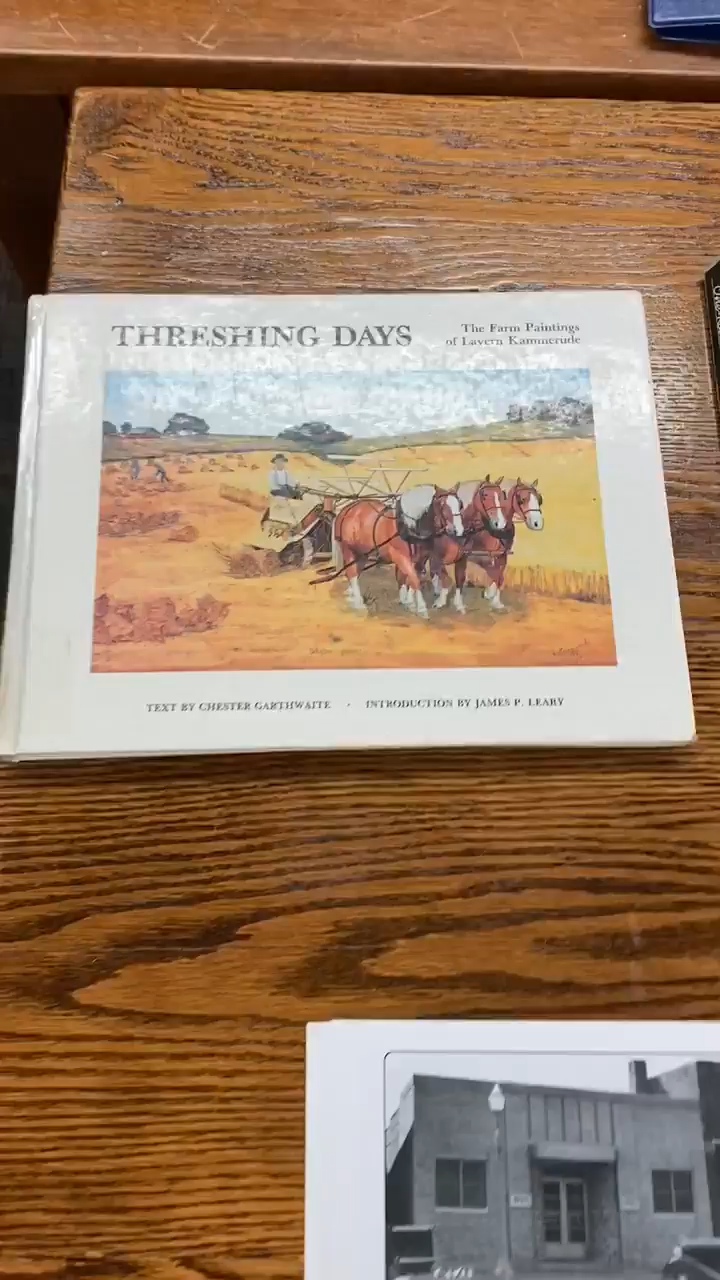 THRESHING DAYS
The Farm Paintings
of Lavern Kammerude
TEXT BY CHESTER GARTHWAITE · INTRODUCTION BY JAMES P. LEARY